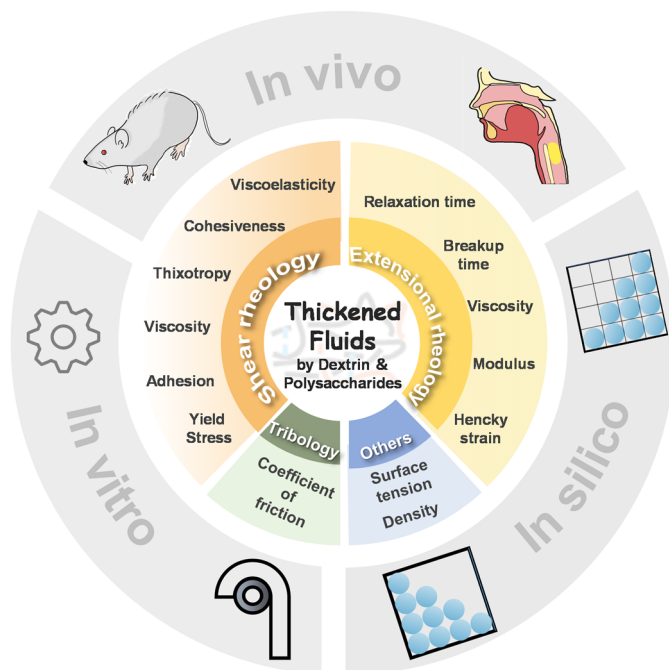 In vivo
Viscoelasticity
Cohesiveness
Thixotropy
Viscosity
Adhesion
Yield
Stress
Shear rheology
Relaxation time
Breakup
time
Viscosity
Modulus
Hencky
strain
Extensional rheology
Thickened
Fluids
by Dextrin &
Polysaccharides
Tribology
Coefficient
of
friction
Others
Surface
tension
Density
In vitro
In silico